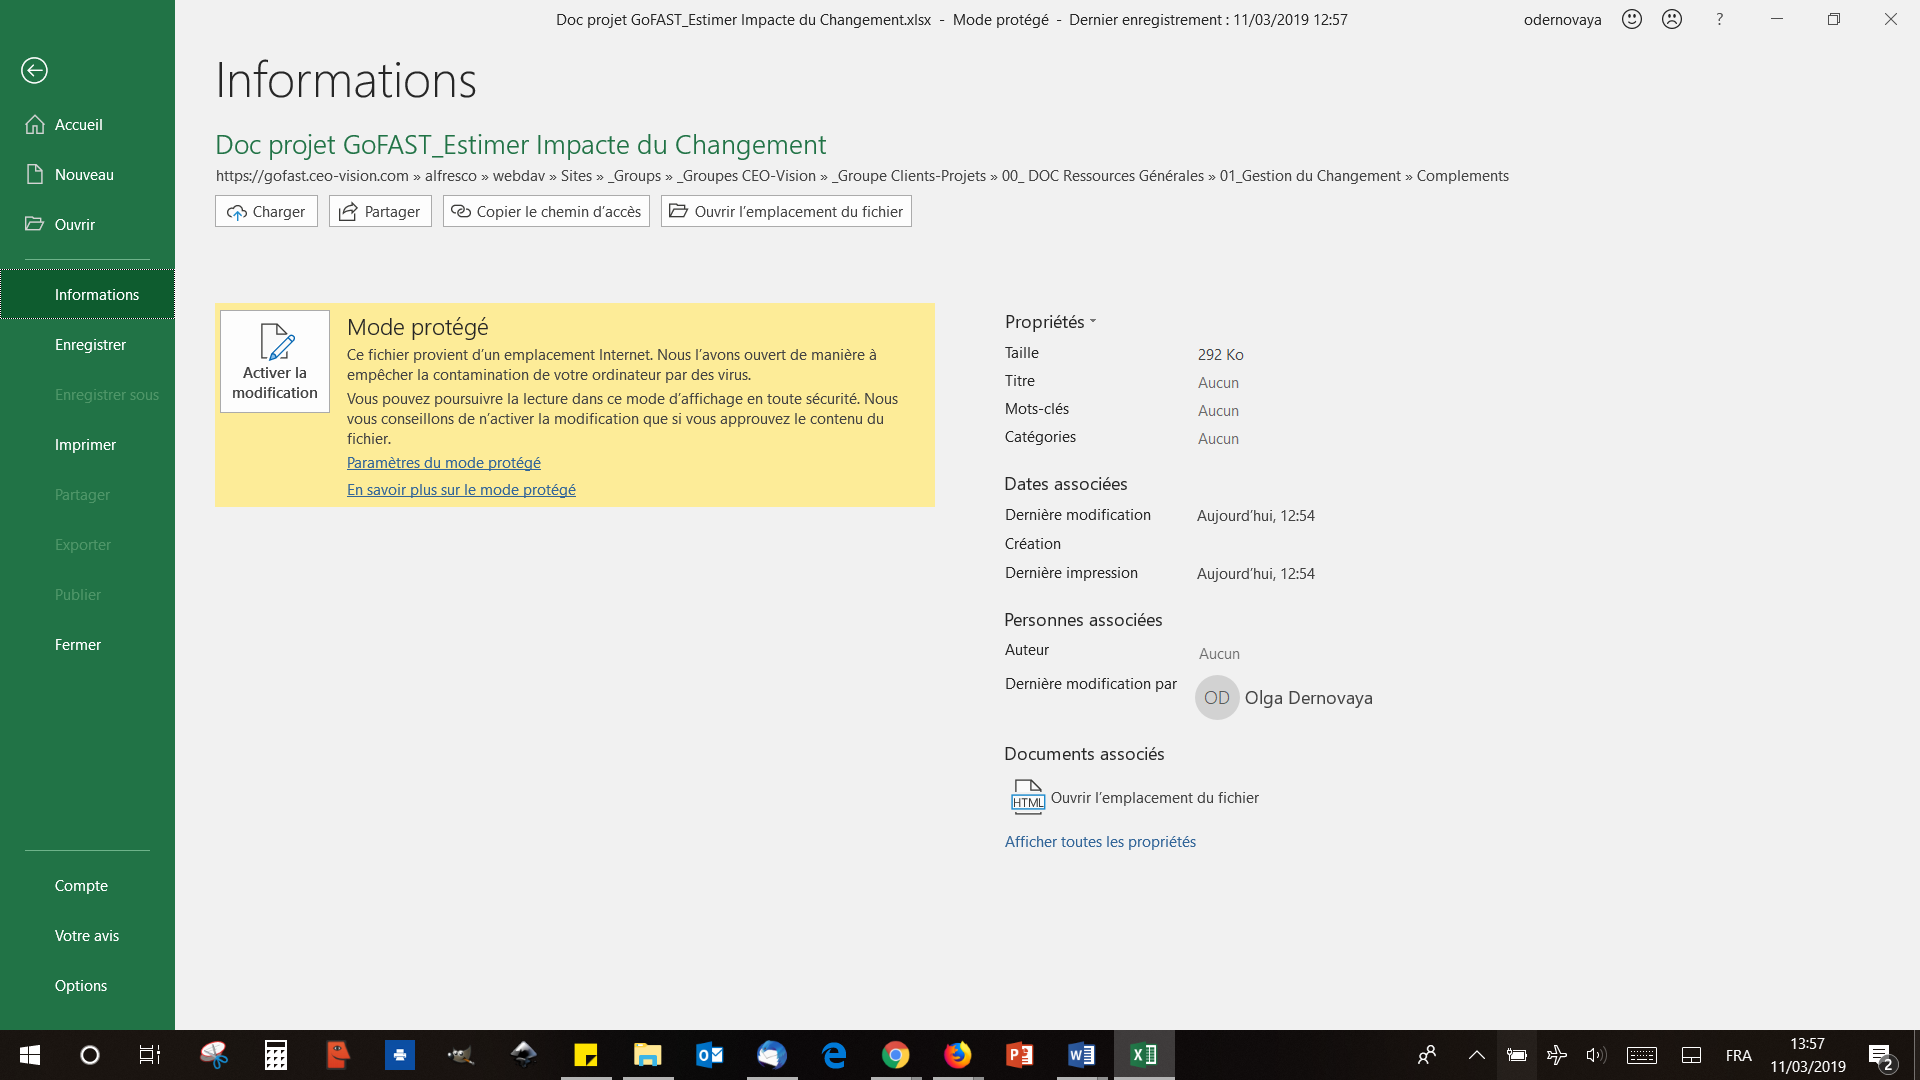 Doc projet GoFAST_Estimer Impacte du Changement.xlsx - Mode protégé - Dernier enregistrement : 11/03/2019 12:57
odernovaya
?
Informations
Accueil
Nouveau
Ouvrir
Informations
Enregistrer
Enregistrer sous
Imprimer
Partager
Exporter
Publier
Fermer
Compte
Votre avis
Options
Doc projet GoFAST_Estimer Impacte du Changement
https://gofast.ceo-vision.com » alfresco » webdav » Sites » _Groups » _Groupes CEO-Vision » _Groupe Clients-Projets » 00_ DOC Ressources Générales » 01_Gestion du Changement » Complements
Charger
Partager
Copier le chemin d'accès
Ouvrir l'emplacement du fichier
Activer la
modification
Mode protégé
Ce fichier provient d'un emplacement Internet. Nous l'avons ouvert de manière à
empêcher la contamination de votre ordinateur par des virus.
Vous pouvez poursuivre la lecture dans ce mode d'affichage en toute sécurité. Nous
vous conseillons de n'activer la modification que si vous approuvez le contenu du
fichier.
Paramètres du mode protégé
En savoir plus sur le mode protégé
Propriétés
Taille 292 Ko
Titre Aucun
Mots-clés Aucun
Catégories Aucun
Dates associées
Dernière modification Aujourd'hui, 12:54
Création
Dernière impression Aujourd'hui, 12:54
Personnes associées
Auteur Aucun
Dernière modification par OD Olga Dernovaya
Documents associés
HTML Ouvrir l'emplacement du fichier
Afficher toutes les propriétés
FRA
13:57
11/03/2019
2